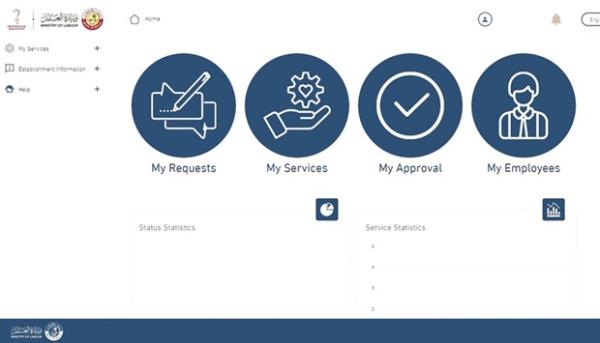 وزارة العمل
MINISTRY OF LABOUR
Home
My Services
Establishment Information
Help
My Requests
My Services
My Approval
My Employees
Status Statistics
Service Statistics
6
4
3
2
وزارة العمل
MINISTRY OF LABOUR